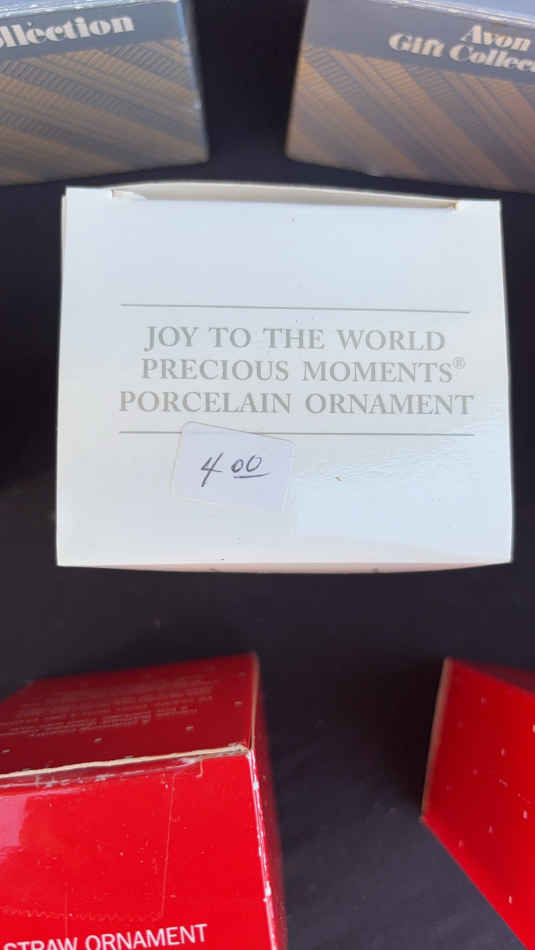 Collection
Avon
Gift Collec
JOY TO THE WORLD
PRECIOUS MOMENTS®
PORCELAIN ORNAMENT
4 00
STRAW ORNAMENT